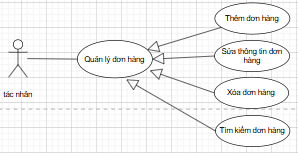 Thêm đơn hàng
Quản lý đơn hàng
Sửa thông tin đơn
hàng
tác nhân
Xóa đơn hàng
Tìm kiếm đơn hàng